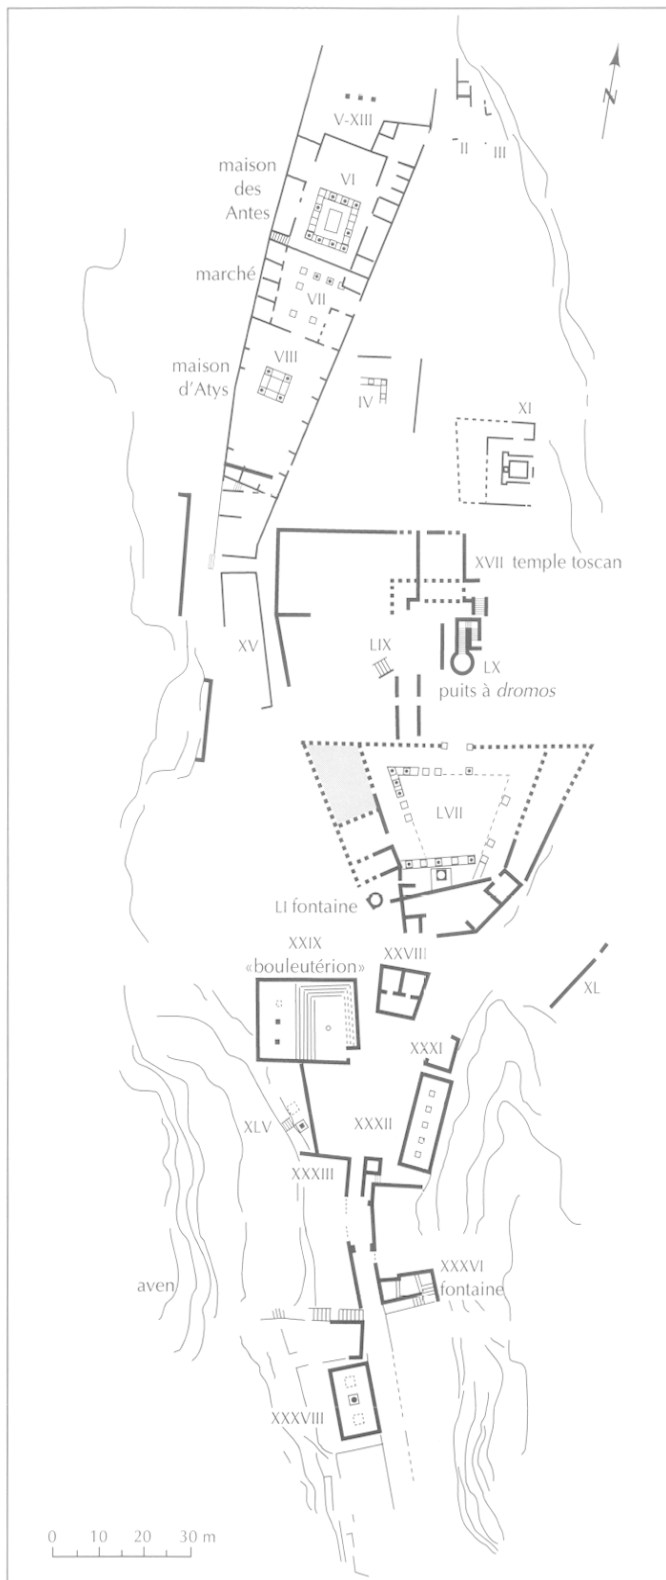 N
V-XIII
II
III
maison
des
Antes
VI
marché
VII
maison
d'Atys
VIII
IV
XI
XVII temple toscan
XV
LIX
LX
puits à dromos
LVII
LI fontaine
XXIX
«bouleutérion»
XXVIII
XL
XXXI
XLV
XXXII
XXXIII
aven
XXXVI
fontaine
XXXVIII
0 10 20 30 m